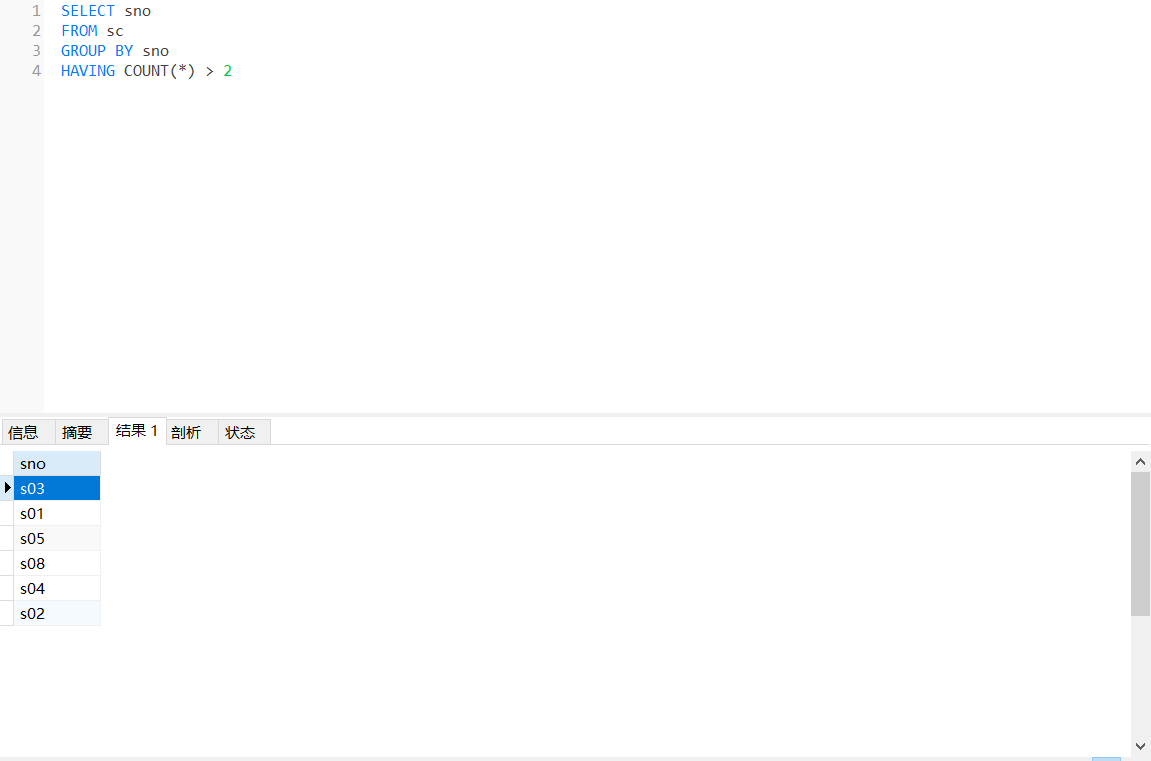 1 SELECT sno
2 FROM sc
3 GROUP BY sno
4 HAVING COUNT(*) > 2
信息 摘要 结果 1 剖析 状态
sno
s03
s01
s05
s08
s04
s02